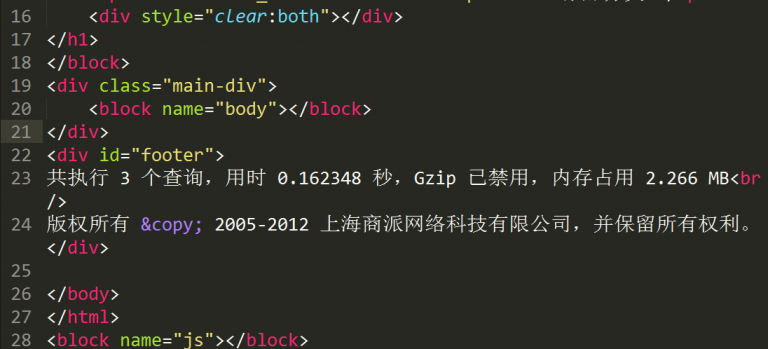 16 <div style="clear:both"></div>
17 </h1>
18 </block>
19 <div class="main-div">
20 <block name="body"></block>
21 </div>
22 <div id="footer">
23 共执行 3 个查询，用时 0.162348 秒，Gzip 已禁用，内存占用 2.266 MB<br
/>
24 版权所有 &copy; 2005-2012 上海商派网络科技有限公司，并保留所有权利。
</div>
25
26 </body>
27 </html>
28 <block name="js"></block>